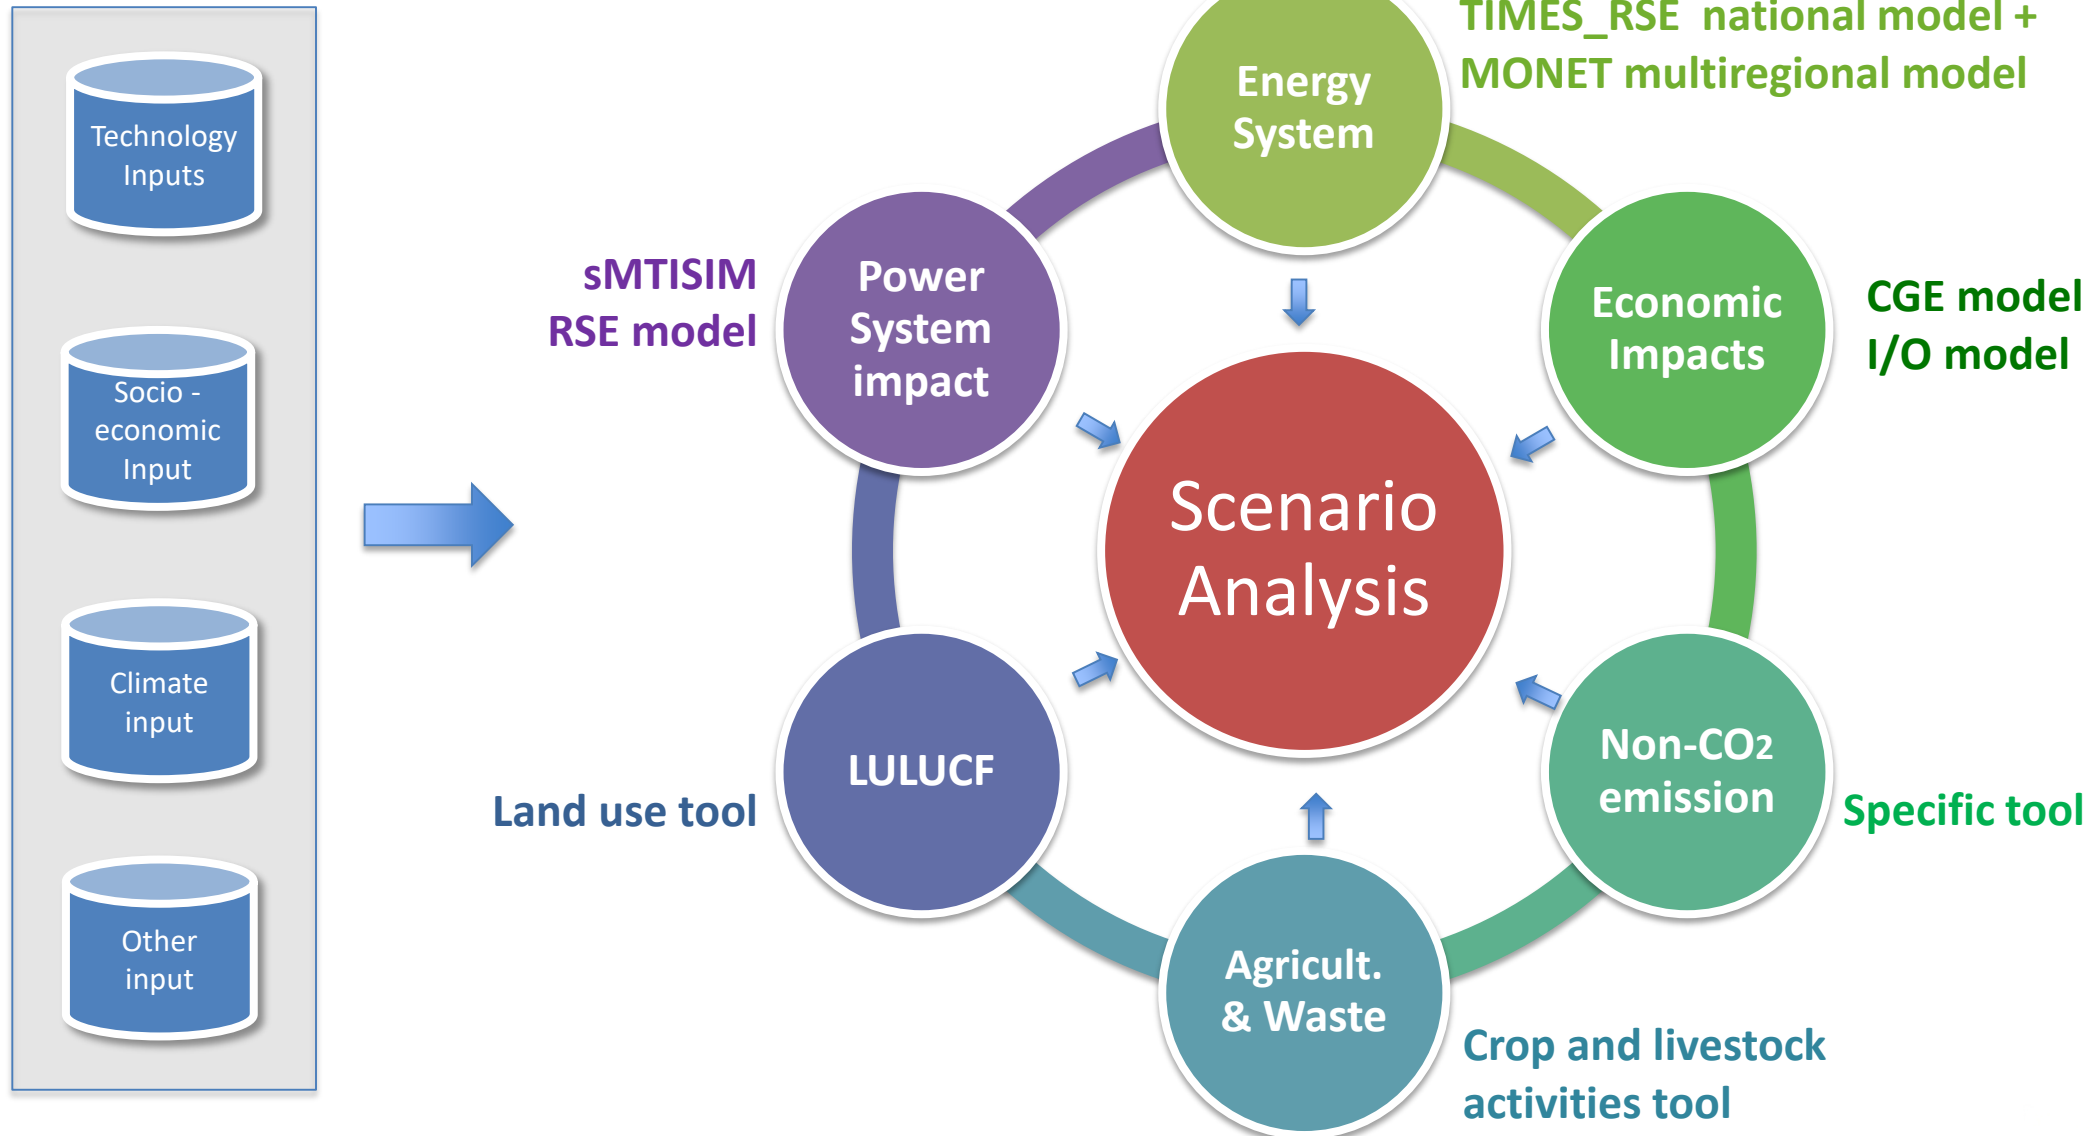 Technology
Inputs
Socio -
economic
Input
Climate
input
Other
input
TIMES_RSE national model +
MONET multiregional model
Energy
System
sMTISIM
RSE model
Power
System
impact
Economic
Impacts
CGE model
I/O model
Scenario
Analysis
LULUCF
Land use tool
Non-CO2
emission
Specific tool
Agricult.
& Waste
Crop and livestock
activities tool